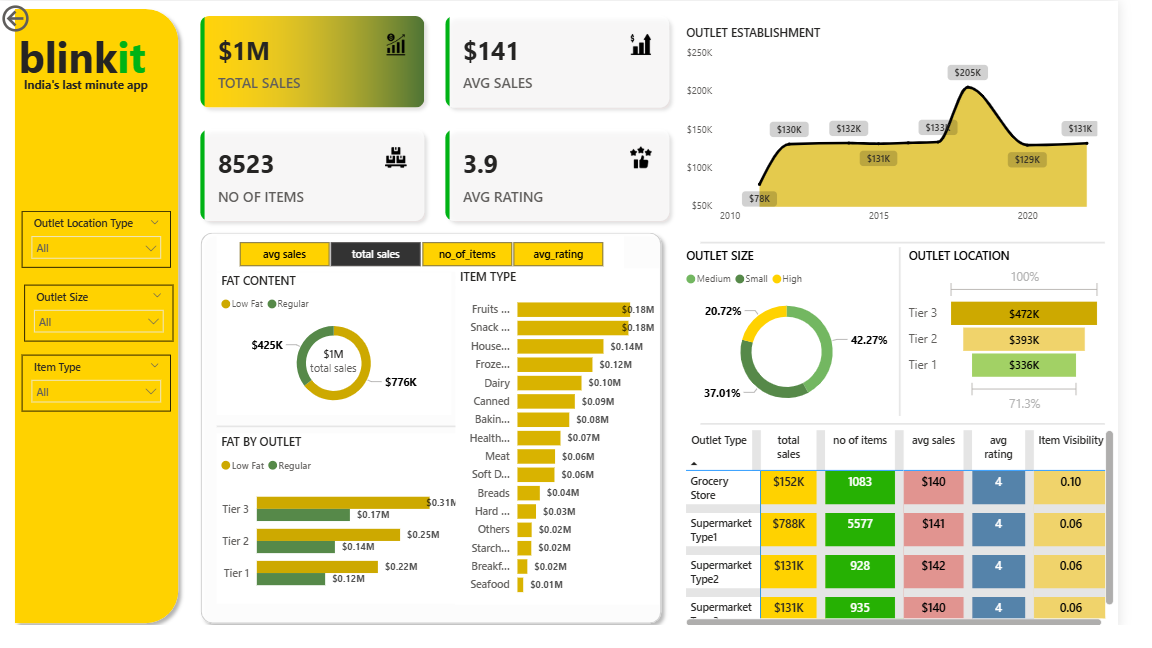 blinkit
India's last minute app
Outlet Location Type
All
Outlet Size
All
Item Type
All
$1M
TOTAL SALES
$141
AVG SALES
8523
NO OF ITEMS
3.9
AVG RATING
OUTLET ESTABLISHMENT
$250K
$200K
$150K
$100K
$50K
$78K
$130K
$132K
$131K
$133K
$205K
$129K
$131K
2010
2015
2020
avg sales
total sales
no_of_items
avg_rating
FAT CONTENT
Low Fat
Regular
$425K
$1M
total sales
$776K
FAT BY OUTLET
Low Fat
Regular
Tier 3
$0.31M
$0.17M
Tier 2
$0.25M
$0.14M
Tier 1
$0.22M
$0.12M
ITEM TYPE
Fruits ... $0.18M
Snack ... $0.18M
House... $0.14M
Froze... $0.12M
Dairy $0.10M
Canned $0.09M
Bakin... $0.08M
Health... $0.07M
Meat $0.06M
Soft D... $0.06M
Breads $0.04M
Hard ... $0.03M
Others $0.02M
Starch... $0.02M
Breakf... $0.02M
Seafood $0.01M
OUTLET SIZE
Medium Small High
20.72%
42.27%
37.01%
OUTLET LOCATION
100%
Tier 3 $472K
Tier 2 $393K
Tier 1 $336K
71.3%
Outlet Type total sales no of items avg sales avg rating Item Visibility
Grocery Store $152K 1083 $140 4 0.10
Supermarket Type1 $788K 5577 $141 4 0.06
Supermarket Type2 $131K 928 $142 4 0.06
Supermarket $131K 935 $140 4 0.06